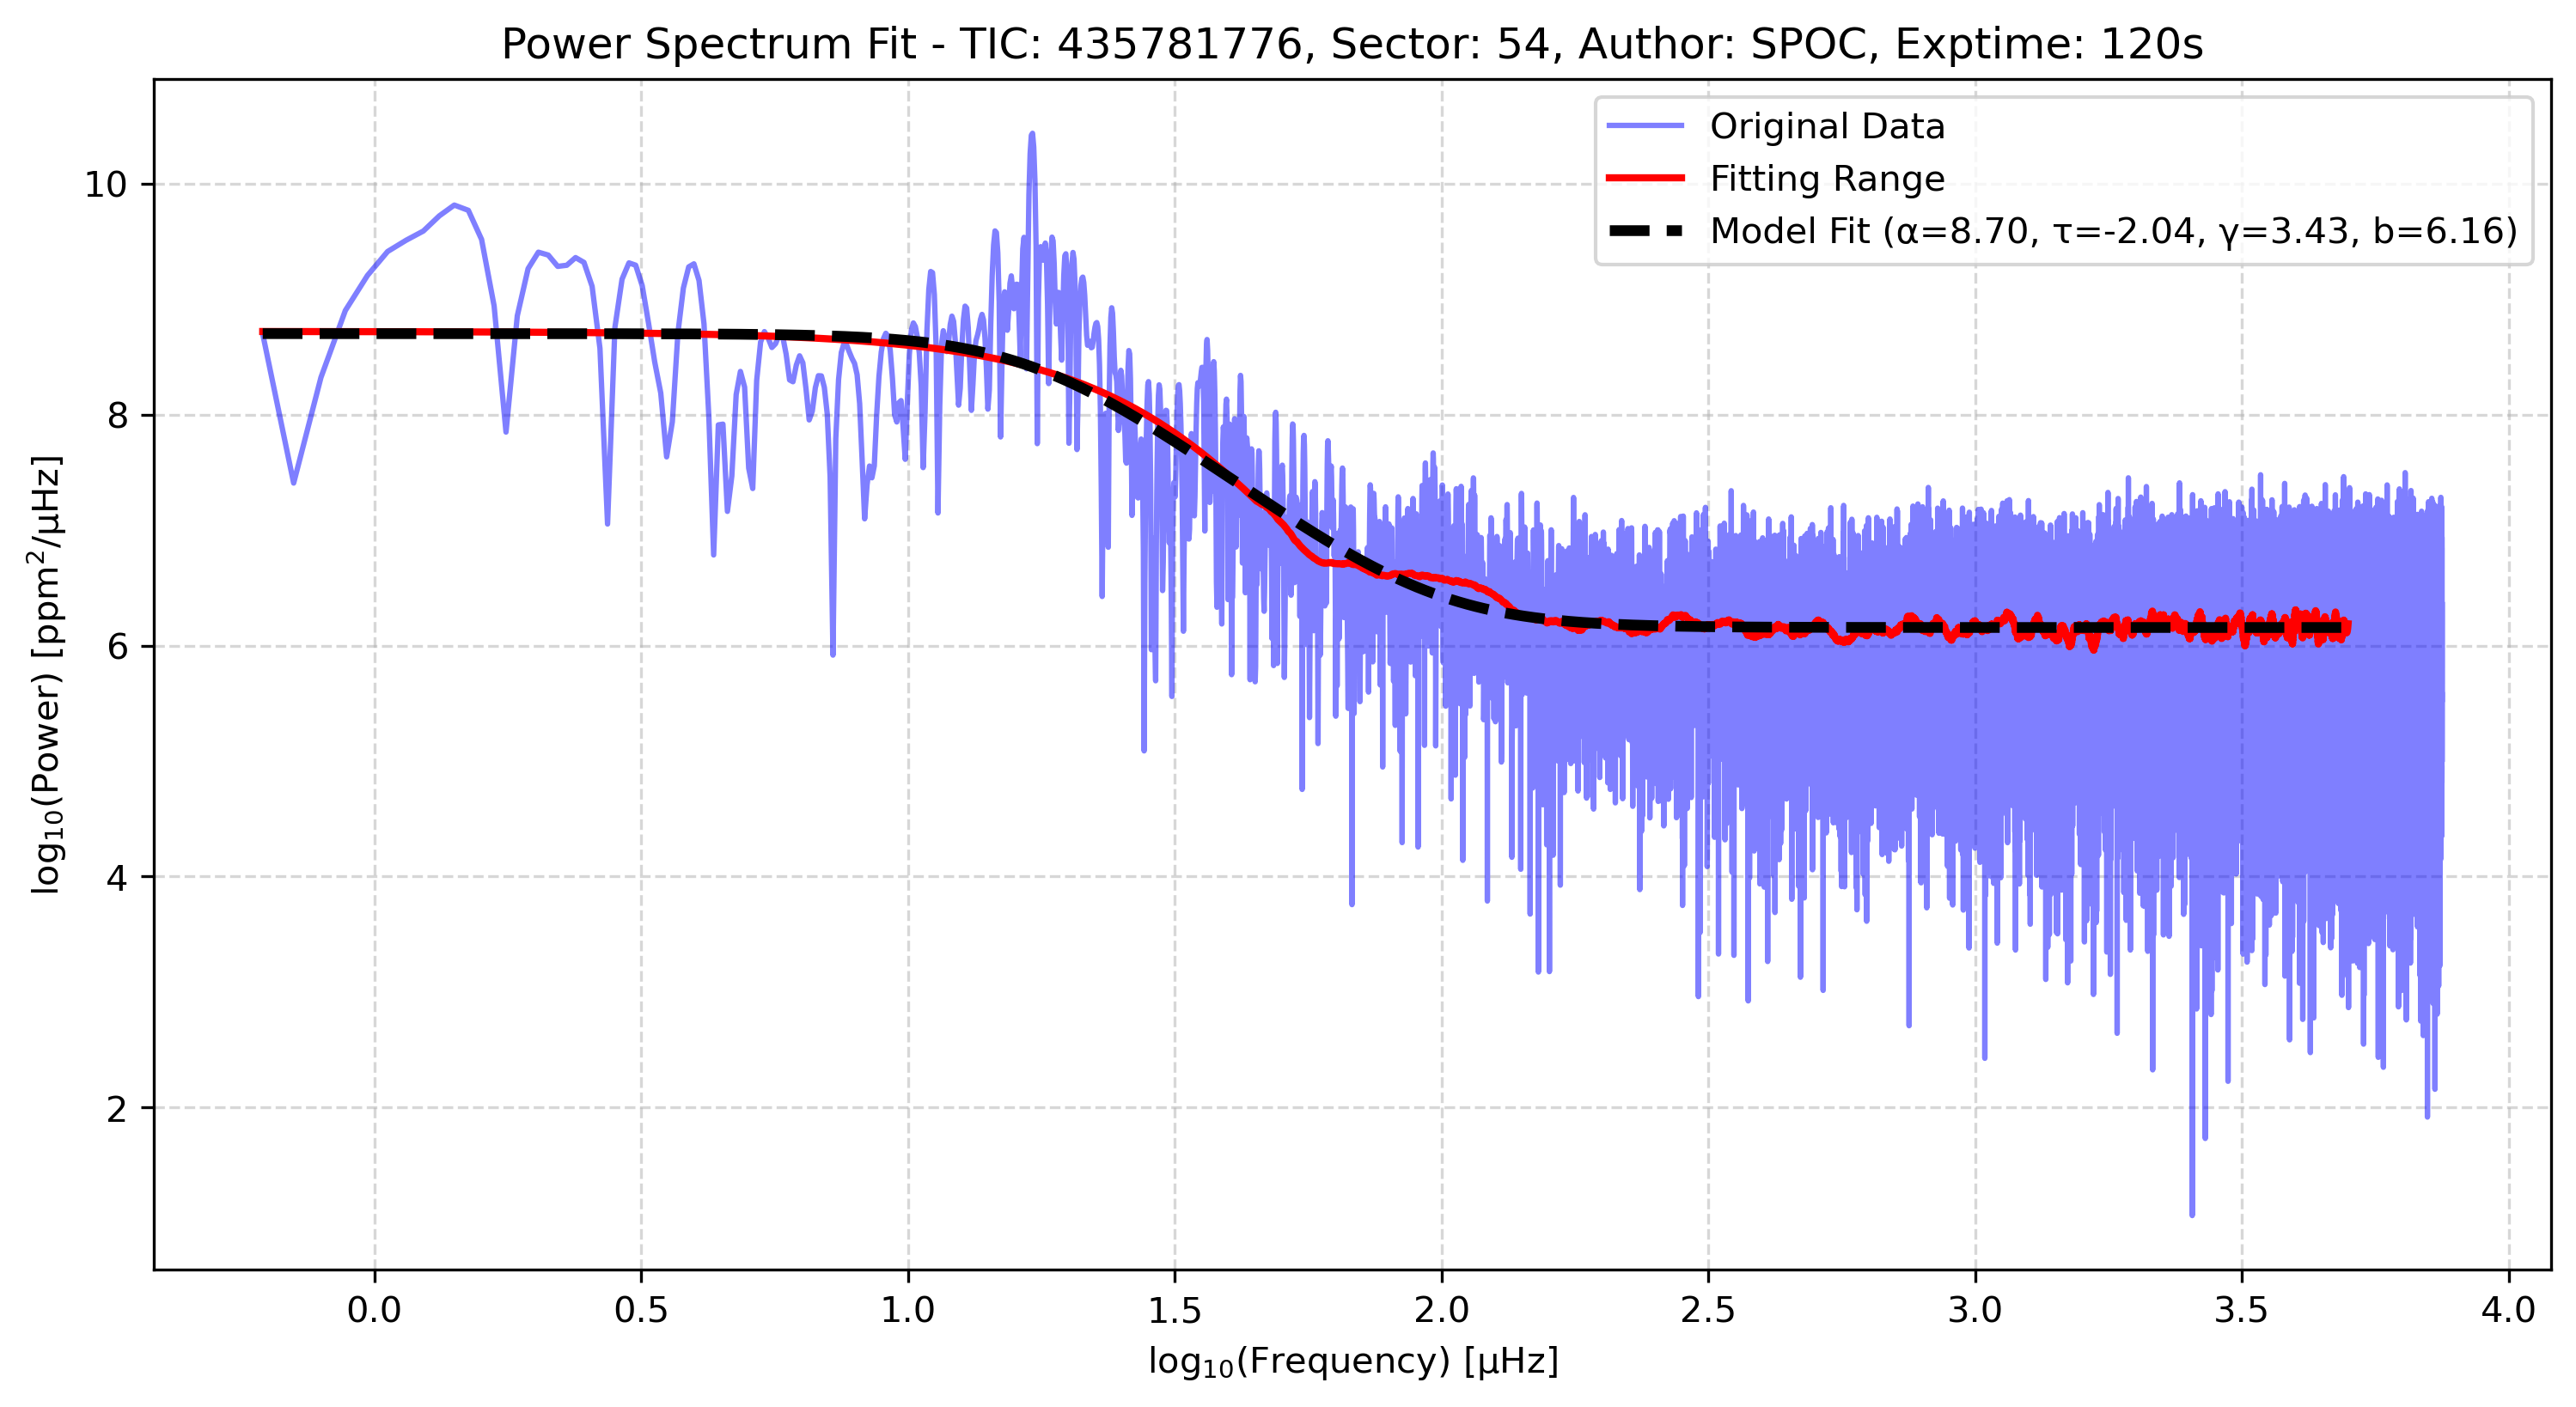 Power Spectrum Fit - TIC: 435781776, Sector: 54, Author: SPOC, Exptime: 120s
Original Data
Fitting Range
Model Fit (α=8.70, τ=-2.04, γ=3.43, b=6.16)
log₁₀(Power) [ppm²/μHz]
10
8
6
4
2
0.0 0.5 1.0 1.5 2.0 2.5 3.0 3.5 4.0
log₁₀(Frequency) [μHz]